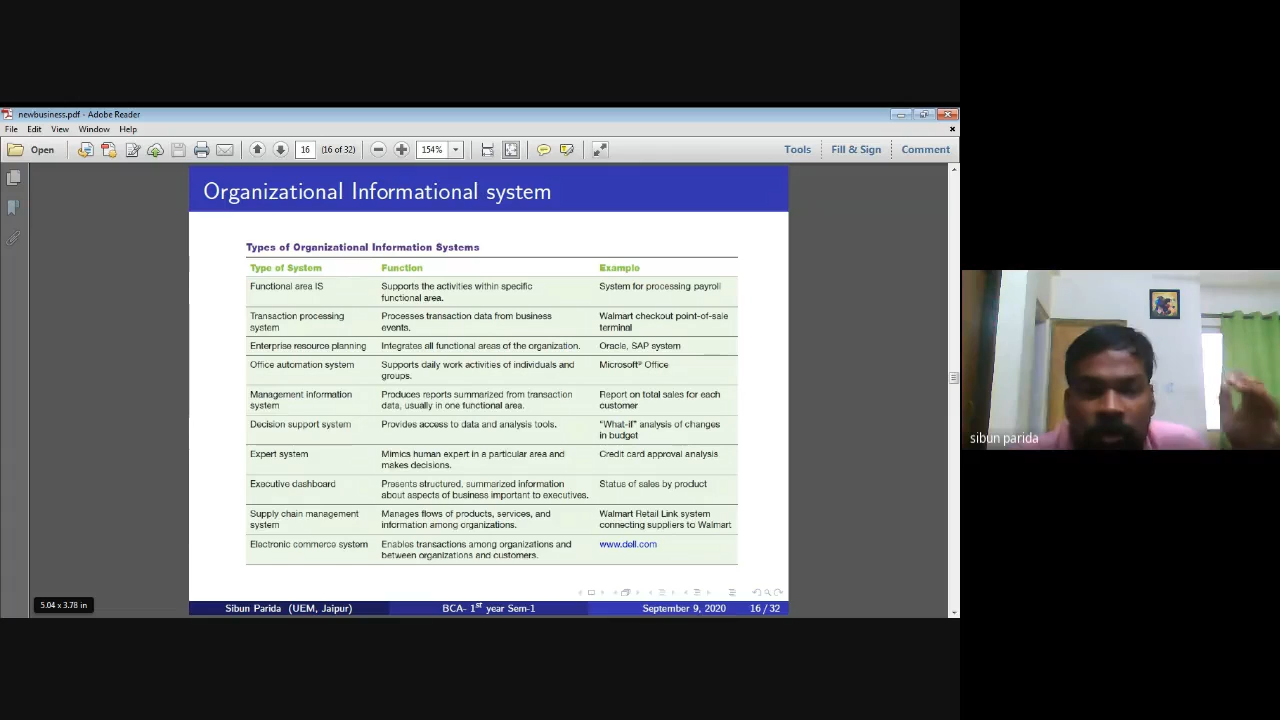 newbusiness.pdf - Adobe Reader
File Edit View Window Help
Open 16 (16 of 32) 154% Tools Fill & Sign Comment
Organizational Informational system
Types of Organizational Information Systems
Type of System Function Example
Functional area IS Supports the activities within specific System for processing payroll
functional area.
Transaction processing Processes transaction data from business Walmart checkout point-of-sale
system events. terminal
Enterprise resource planning Integrates all functional areas of the organization. Oracle, SAP system
Office automation system Supports daily work activities of individuals and Microsoft® Office
groups.
Management information Produces reports summarized from transaction Report on total sales for each
system data, usually in one functional area. customer
Decision support system Provides access to data and analysis tools. "What-if" analysis of changes
in budget
Expert system Mimics human expert in a particular area and Credit card approval analysis
makes decisions.
Executive dashboard Presents structured, summarized information Status of sales by product
about aspects of business important to executives.
Supply chain management Manages flows of products, services, and Walmart Retail Link system
system information among organizations. connecting suppliers to Walmart
Electronic commerce system Enables transactions among organizations and www.dell.com
between organizations and customers.
5.04 x 3.78 in
Sibun Parida (UEM, Jaipur) BCA- 1st year Sem-1 September 9, 2020 16 / 32
sibun parida